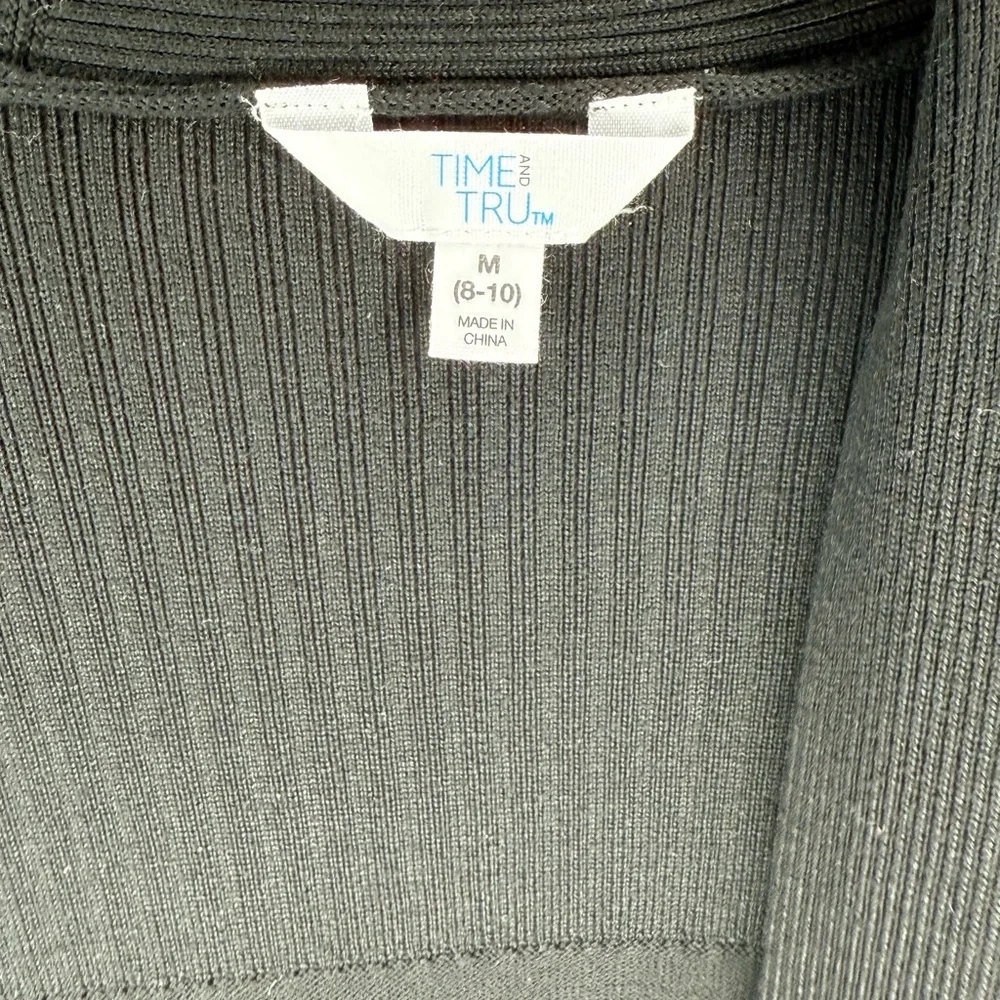 TIME AND
TRU™
M
(8-10)
MADE IN
CHINA